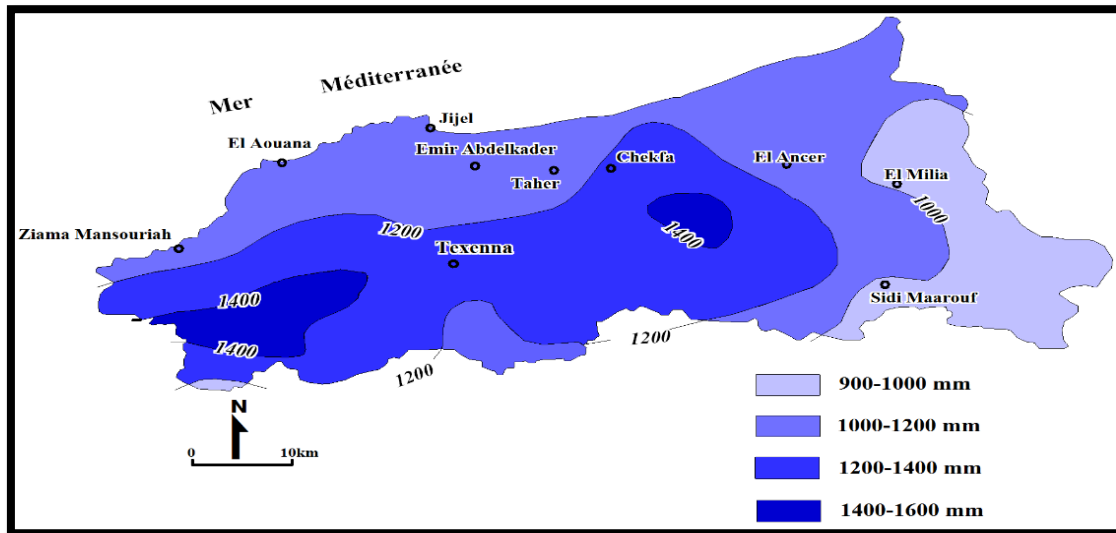 Mer Méditerranée
Jijel
El Aouana
Emir Abdelkader
Chekfa
El Ancer
Taher
El Milia
1000
Ziama Mansouriah
1200
1400
Texenna
1400
Sidi Maarouf
1400
1200
1200
N
0 10km
900-1000 mm
1000-1200 mm
1200-1400 mm
1400-1600 mm